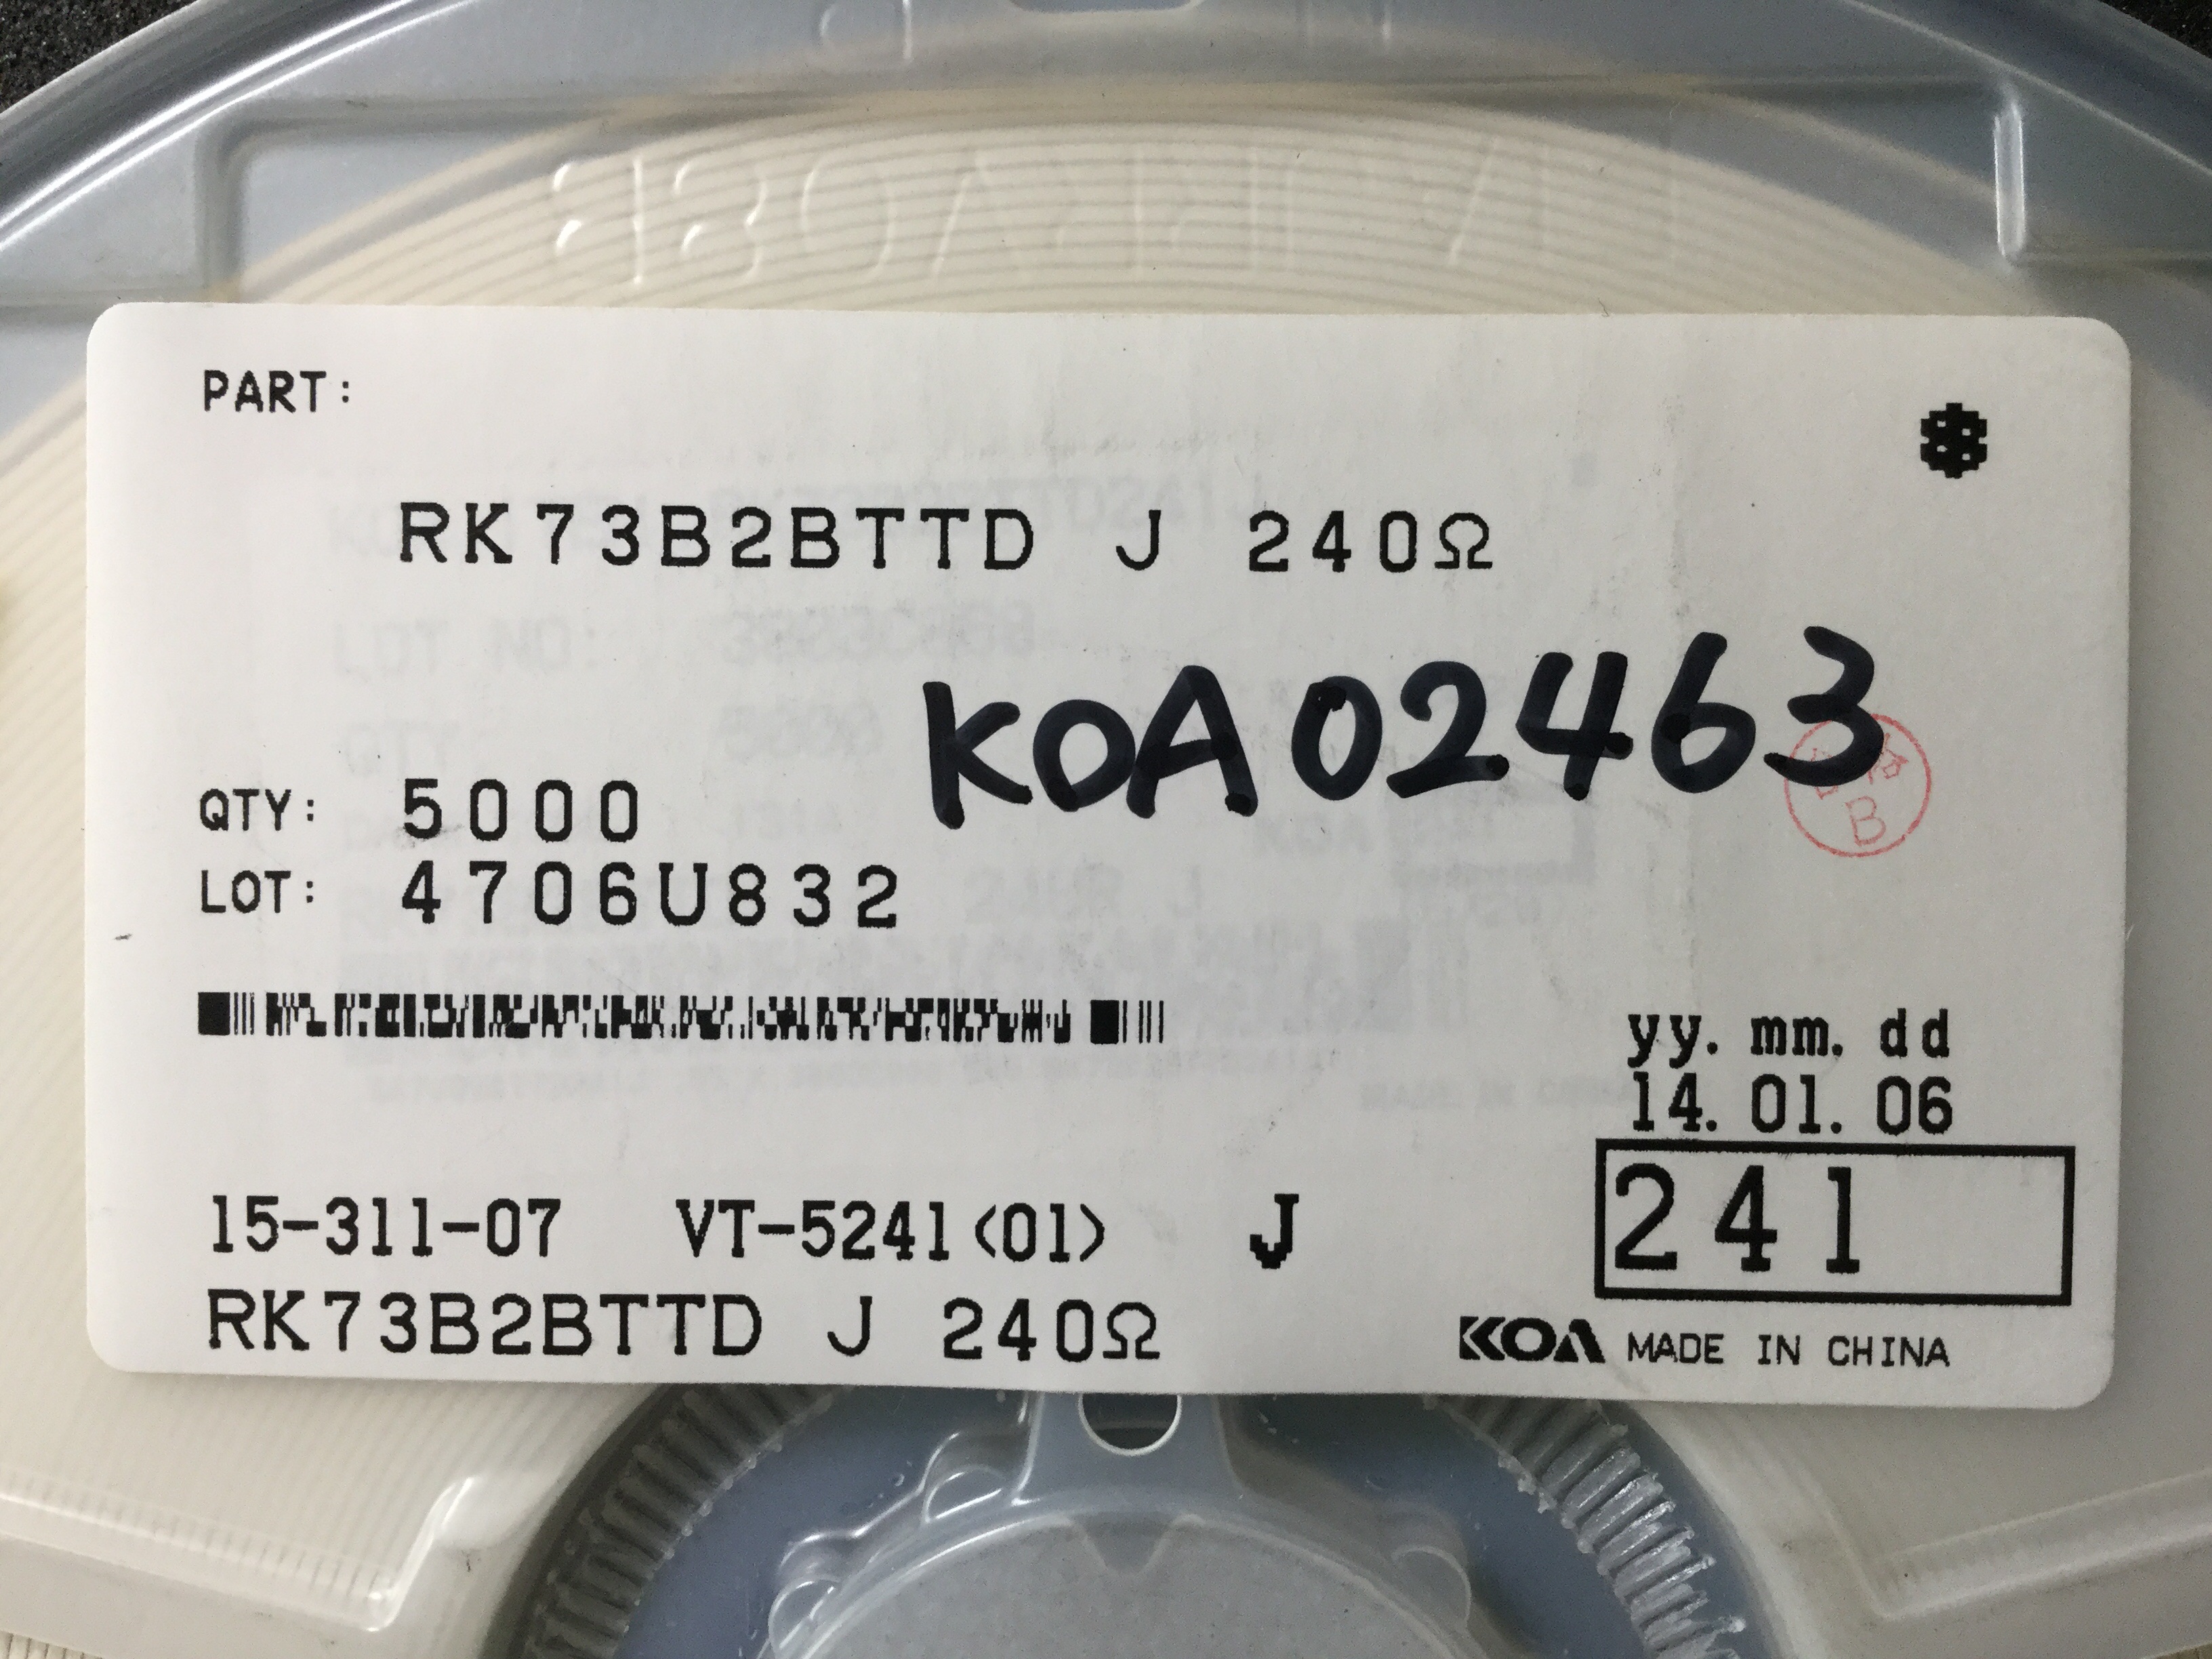 PART:
*
RK73B2BTTD J 240Ω
KOA02463
QTY: 5000
LOT: 4706U832
B
yy. mm. dd
14. 01. 06
241
15-311-07 VT-5241(01) J
RK73B2BTTD J 240Ω
KOA MADE IN CHINA